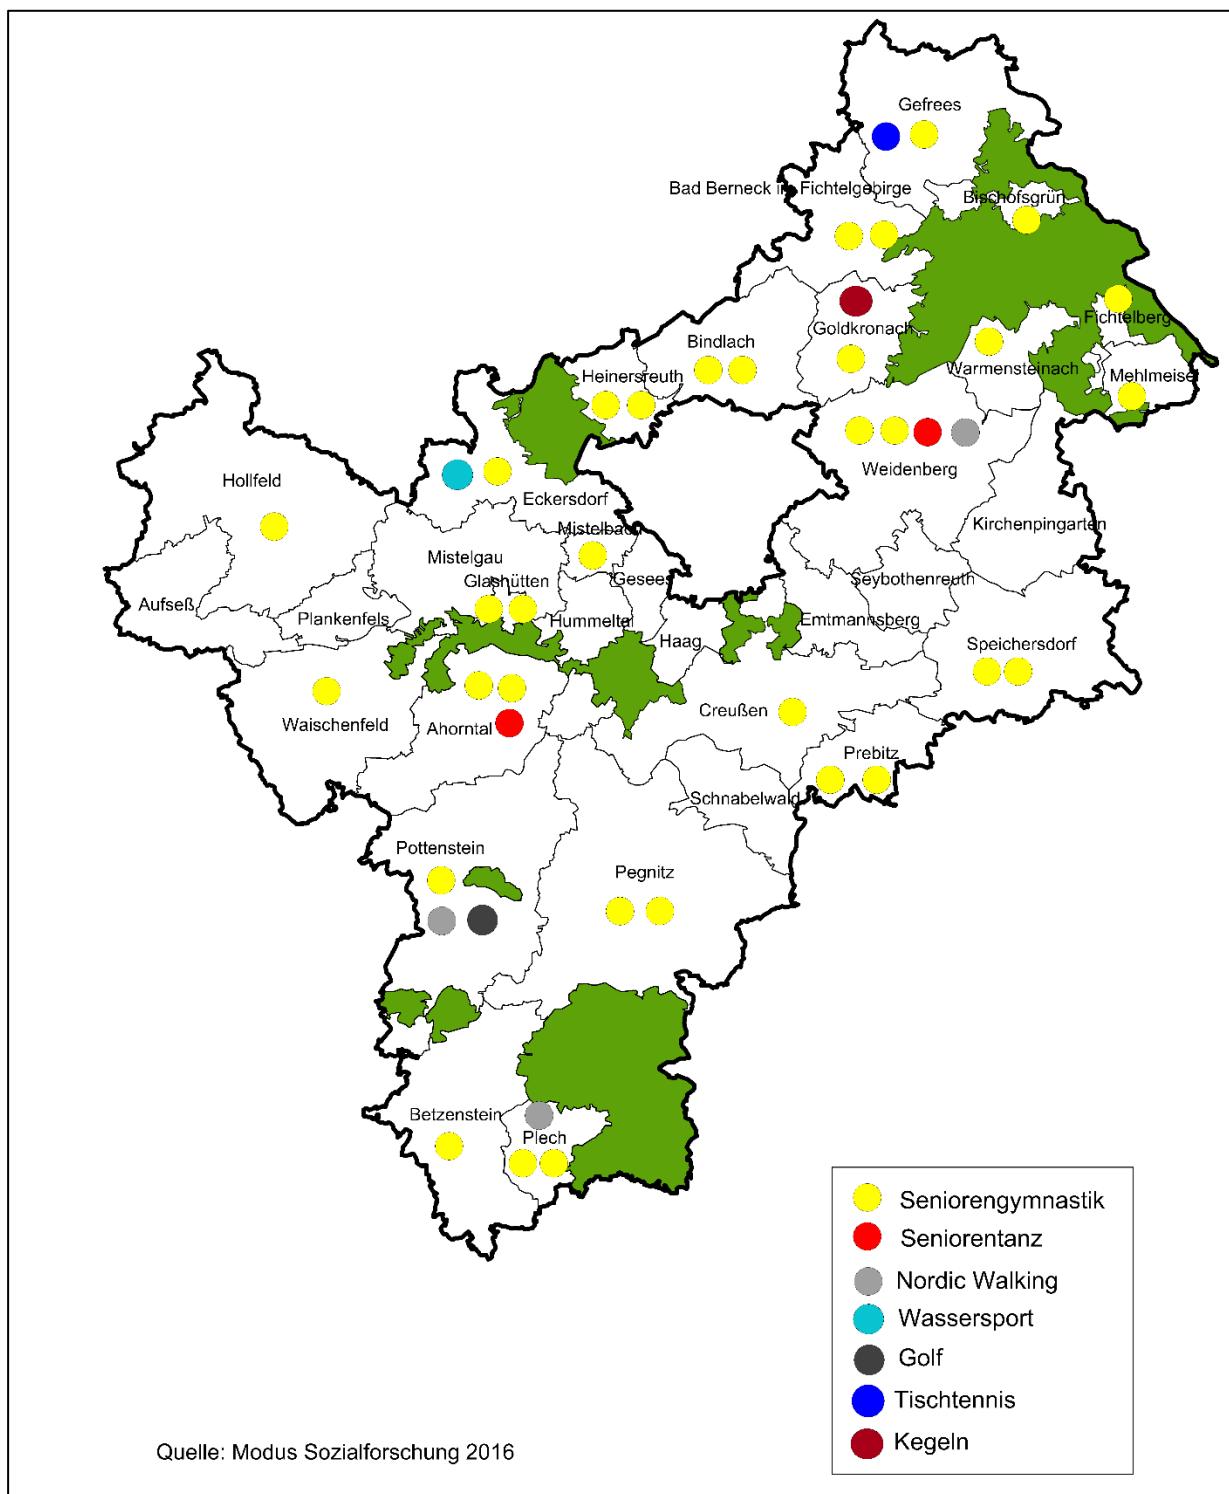 Gefrees
Bad Berneck im Fichtelgebirge
Bischofsgrün
Fichtelberg
Goldkronach
Bindlach
Warmensteinach
Mehlmeisel
Heinersreuth
Weidenberg
Hollfeld
Eckersdorf
Kirchenpingarten
Mistelbach
Mistelgau
Gesees
Glashütten
Seybothenreuth
Aufseß
Plankenfels
Hummeltal
Emtmannsberg
Haag
Speichersdorf
Creußen
Waischenfeld
Ahorntal
Prebitz
Schnabelwald
Pottenstein
Pegnitz
Betzenstein
Plech
Seniorengymnastik
Seniorentanz
Nordic Walking
Wassersport
Golf
Tischtennis
Kegeln
Quelle: Modus Sozialforschung 2016